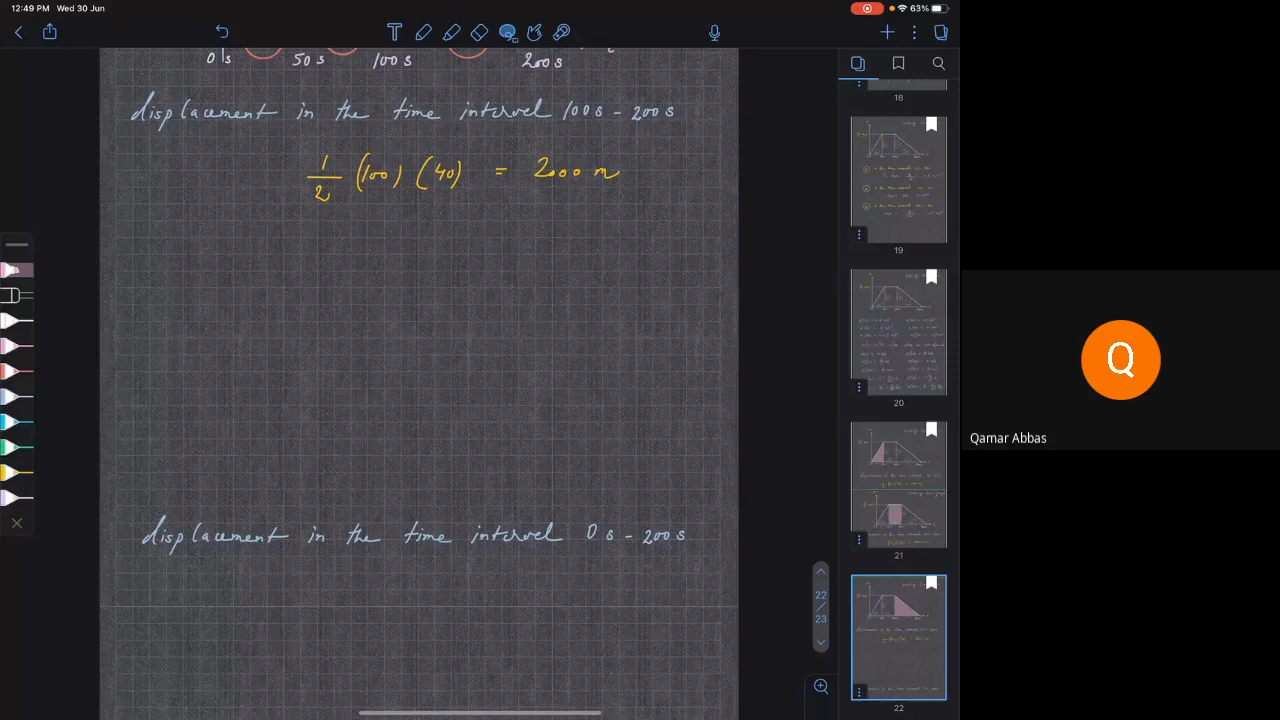 12:49 PM Wed 30 Jun
63%
0 s 50 s 100 s 200 s
displacement in the time interval 100 s - 200 s
1/2 (100) (40) = 2000 m
displacement in the time interval 0 s - 200 s
18
19
20
21
22
22
/
23
Q
Qamar Abbas